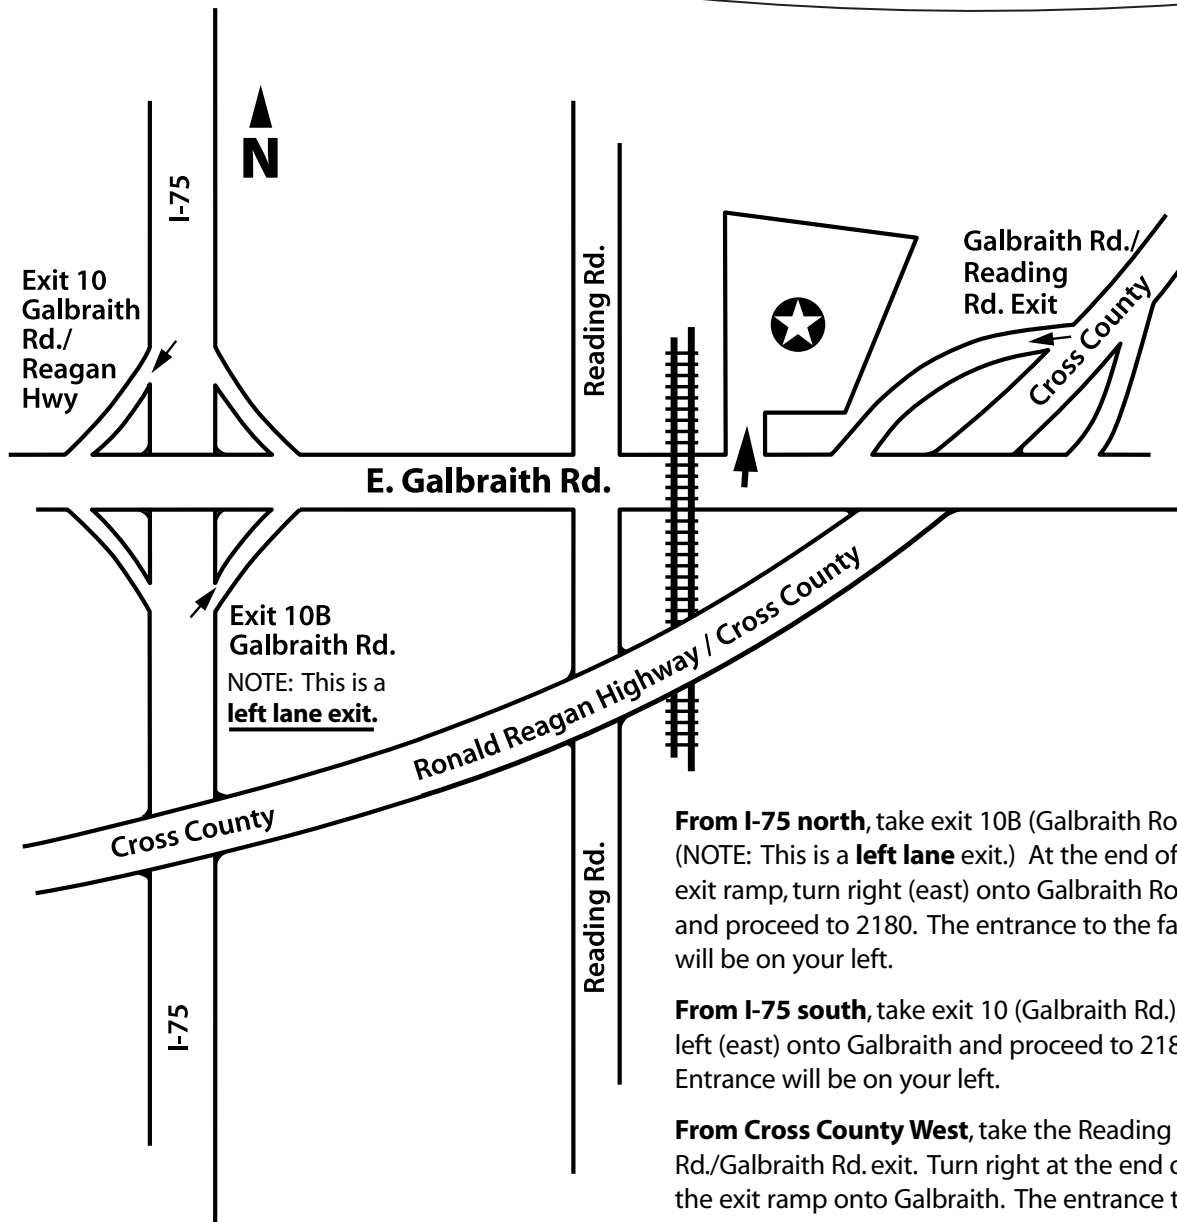 N
I-75
Exit 10
Galbraith
Rd./
Reagan
Hwy
Reading Rd.
Galbraith Rd./
Reading
Rd. Exit
Cross County
E. Galbraith Rd.
Exit 10B
Galbraith Rd.
NOTE: This is a
left lane exit.
Ronald Reagan Highway / Cross County
Cross County
Reading Rd.
I-75
From I-75 north, take exit 10B (Galbraith Ro
(NOTE: This is a left lane exit.) At the end of
exit ramp, turn right (east) onto Galbraith Ro
and proceed to 2180. The entrance to the fa
will be on your left.
From I-75 south, take exit 10 (Galbraith Rd.)
left (east) onto Galbraith and proceed to 218
Entrance will be on your left.
From Cross County West, take the Reading
Rd./Galbraith Rd. exit. Turn right at the end o
the exit ramp onto Galbraith. The entrance t